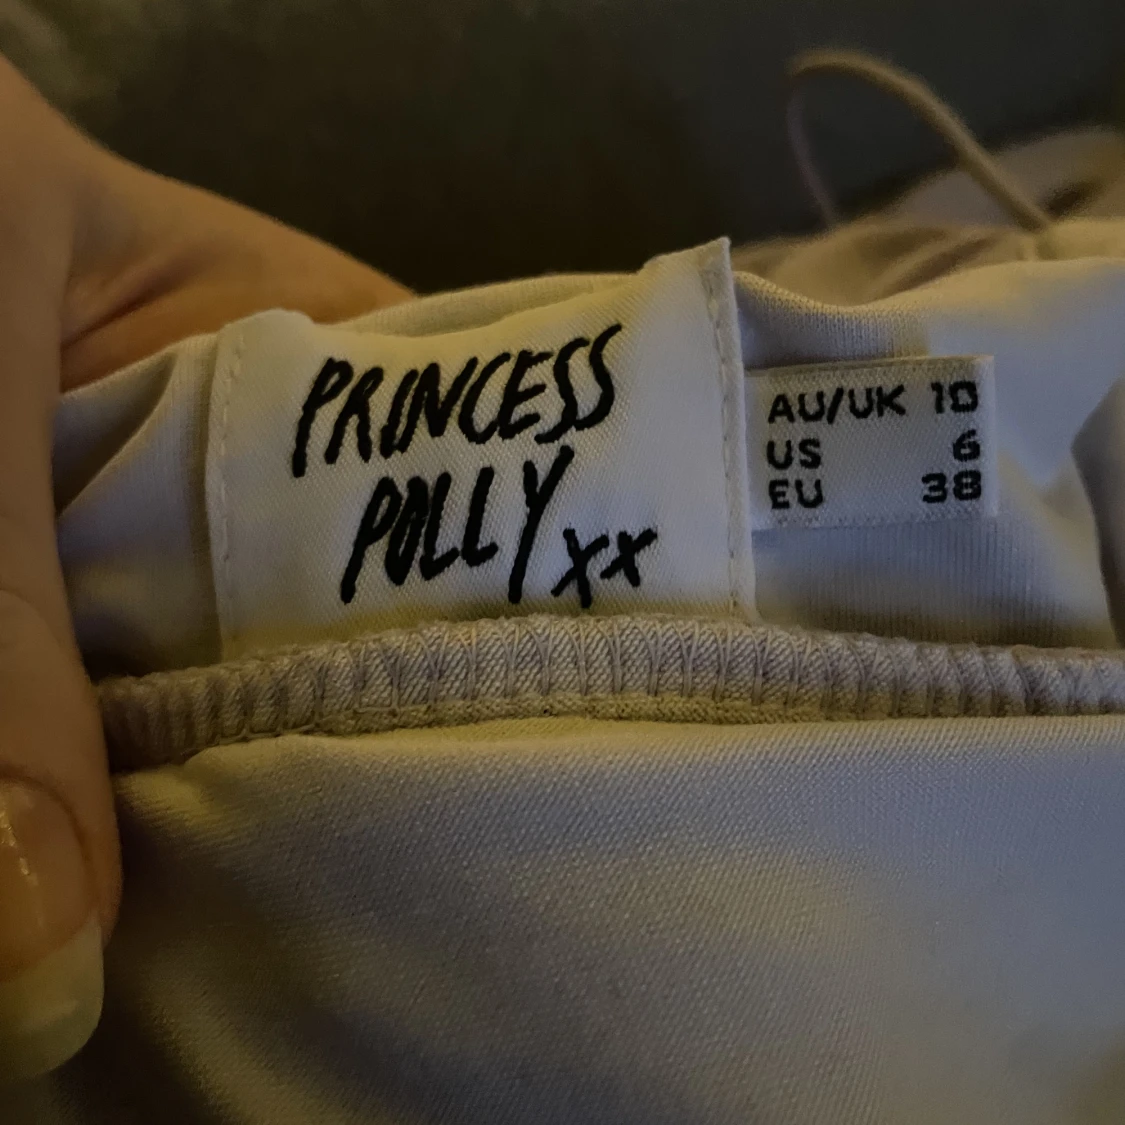 PRINCESS
POLLY xx
AU/UK 10
US 6
EU 38